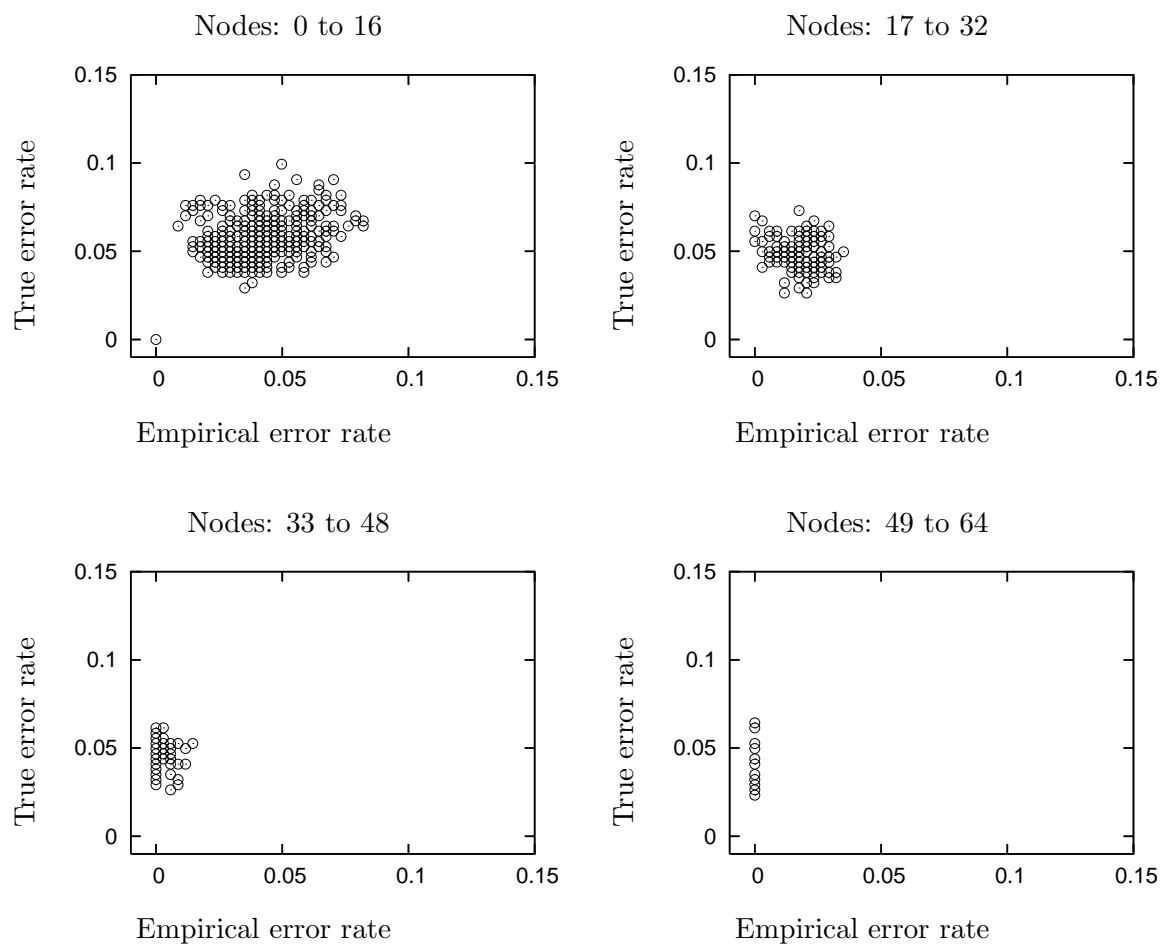 Nodes: 0 to 16
0.15
0.1
0.05
0
True error rate
0
0.05
0.1
0.15
Empirical error rate
Nodes: 17 to 32
0.15
0.1
0.05
0
True error rate
0
0.05
0.1
0.15
Empirical error rate
Nodes: 33 to 48
0.15
0.1
0.05
0
True error rate
0
0.05
0.1
0.15
Empirical error rate
Nodes: 49 to 64
0.15
0.1
0.05
0
True error rate
0
0.05
0.1
0.15
Empirical error rate